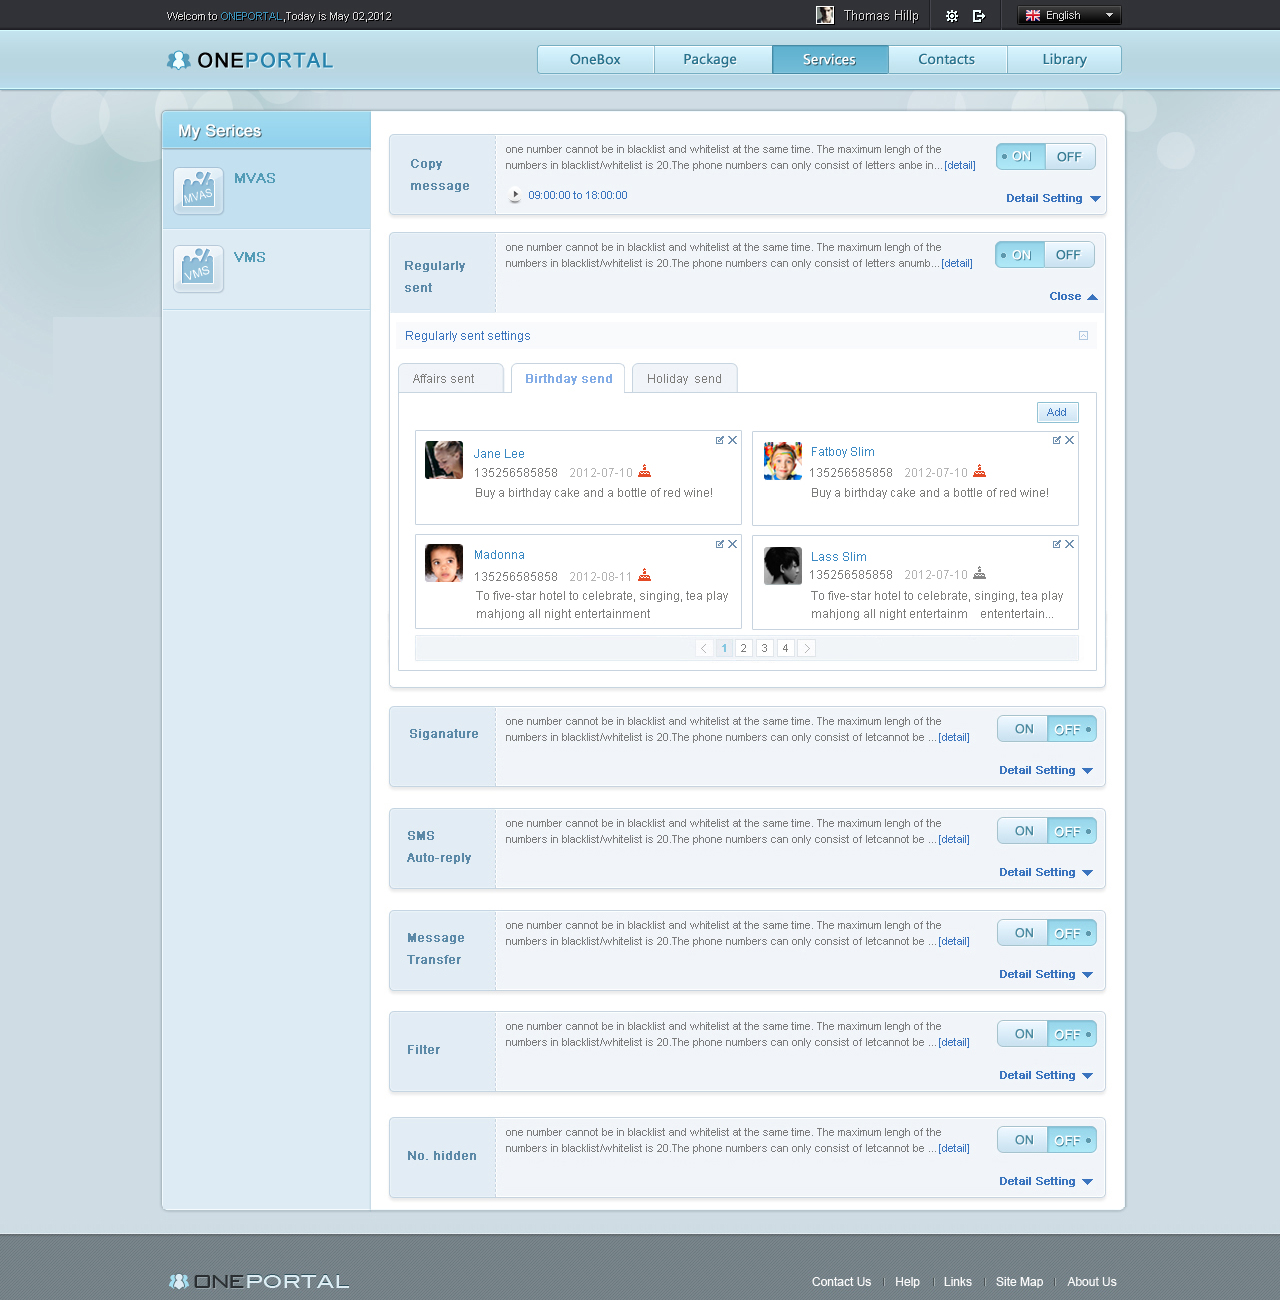 Welcom to ONEPORTAL,Today is May 02,2012
Thomas Hillp
English
ONEPORTAL
OneBox
Package
Services
Contacts
Library
My Serices
MVAS
MVAS
VMS
VMS
Copy
message
one number cannot be in blacklist and whitelist at the same time. The maximum lengh of the
numbers in blacklist/whitelist is 20.The phone numbers can only consist of letters anbe in...[detail]
09:00:00 to 18:00:00
ON
OFF
Detail Setting
Regularly
sent
one number cannot be in blacklist and whitelist at the same time. The maximum lengh of the
numbers in blacklist/whitelist is 20.The phone numbers can only consist of letters anumb...[detail]
ON
OFF
Close
Regularly sent settings
Affairs sent
Birthday send
Holiday send
Add
Jane Lee
135256585858 2012-07-10
Buy a birthday cake and a bottle of red wine!
Fatboy Slim
135256585858 2012-07-10
Buy a birthday cake and a bottle of red wine!
Madonna
135256585858 2012-08-11
To five-star hotel to celebrate, singing, tea play
mahjong all night entertainment
Lass Slim
135256585858 2012-07-10
To five-star hotel to celebrate, singing, tea play
mahjong all night entertainm ententertain...
< 1 2 3 4 >
Siganature
one number cannot be in blacklist and whitelist at the same time. The maximum lengh of the
numbers in blacklist/whitelist is 20.The phone numbers can only consist of letcannot be ...[detail]
ON
OFF
Detail Setting
SMS
Auto-reply
one number cannot be in blacklist and whitelist at the same time. The maximum lengh of the
numbers in blacklist/whitelist is 20.The phone numbers can only consist of letcannot be ...[detail]
ON
OFF
Detail Setting
Message
Transfer
one number cannot be in blacklist and whitelist at the same time. The maximum lengh of the
numbers in blacklist/whitelist is 20.The phone numbers can only consist of letcannot be ...[detail]
ON
OFF
Detail Setting
Filter
one number cannot be in blacklist and whitelist at the same time. The maximum lengh of the
numbers in blacklist/whitelist is 20.The phone numbers can only consist of letcannot be ...[detail]
ON
OFF
Detail Setting
No. hidden
one number cannot be in blacklist and whitelist at the same time. The maximum lengh of the
numbers in blacklist/whitelist is 20.The phone numbers can only consist of letcannot be ...[detail]
ON
OFF
Detail Setting
ONEPORTAL
Contact Us
Help
Links
Site Map
About Us